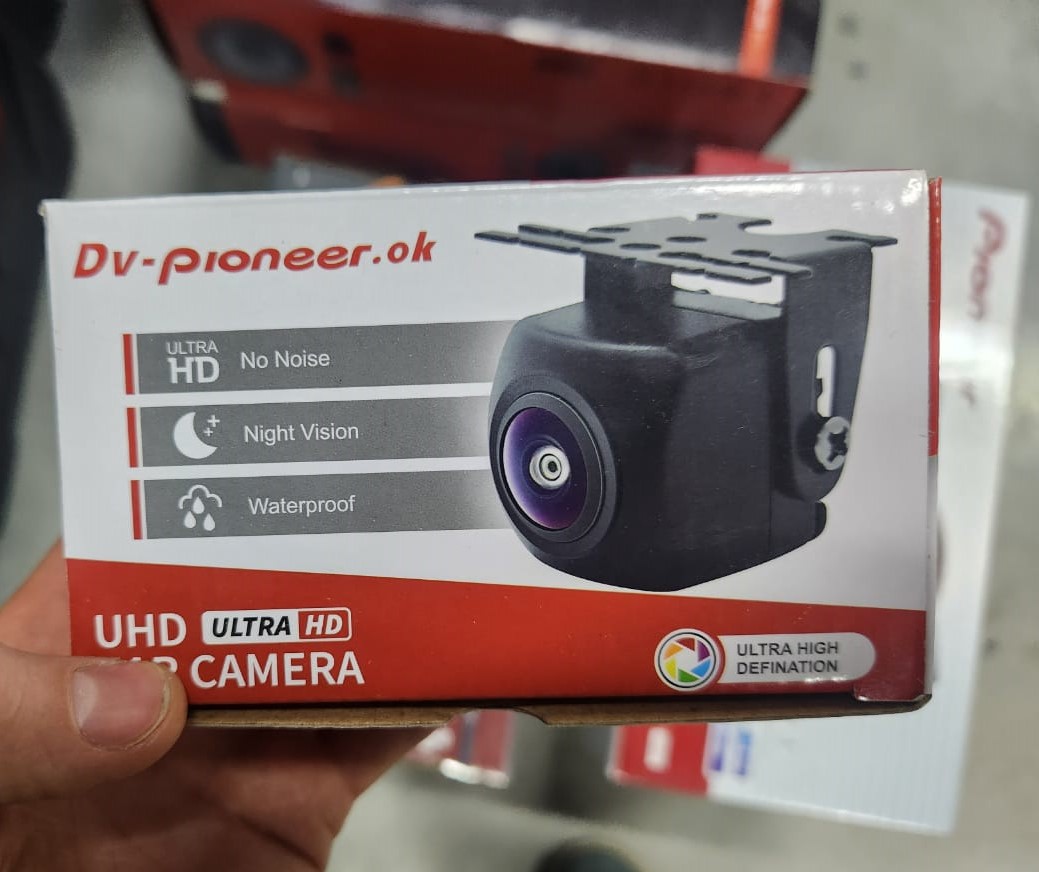 Dv-pioneer.ok
ULTRA
HD No Noise
Night Vision
Waterproof
UHD ULTRA HD
CAMERA
ULTRA HIGH
DEFINATION